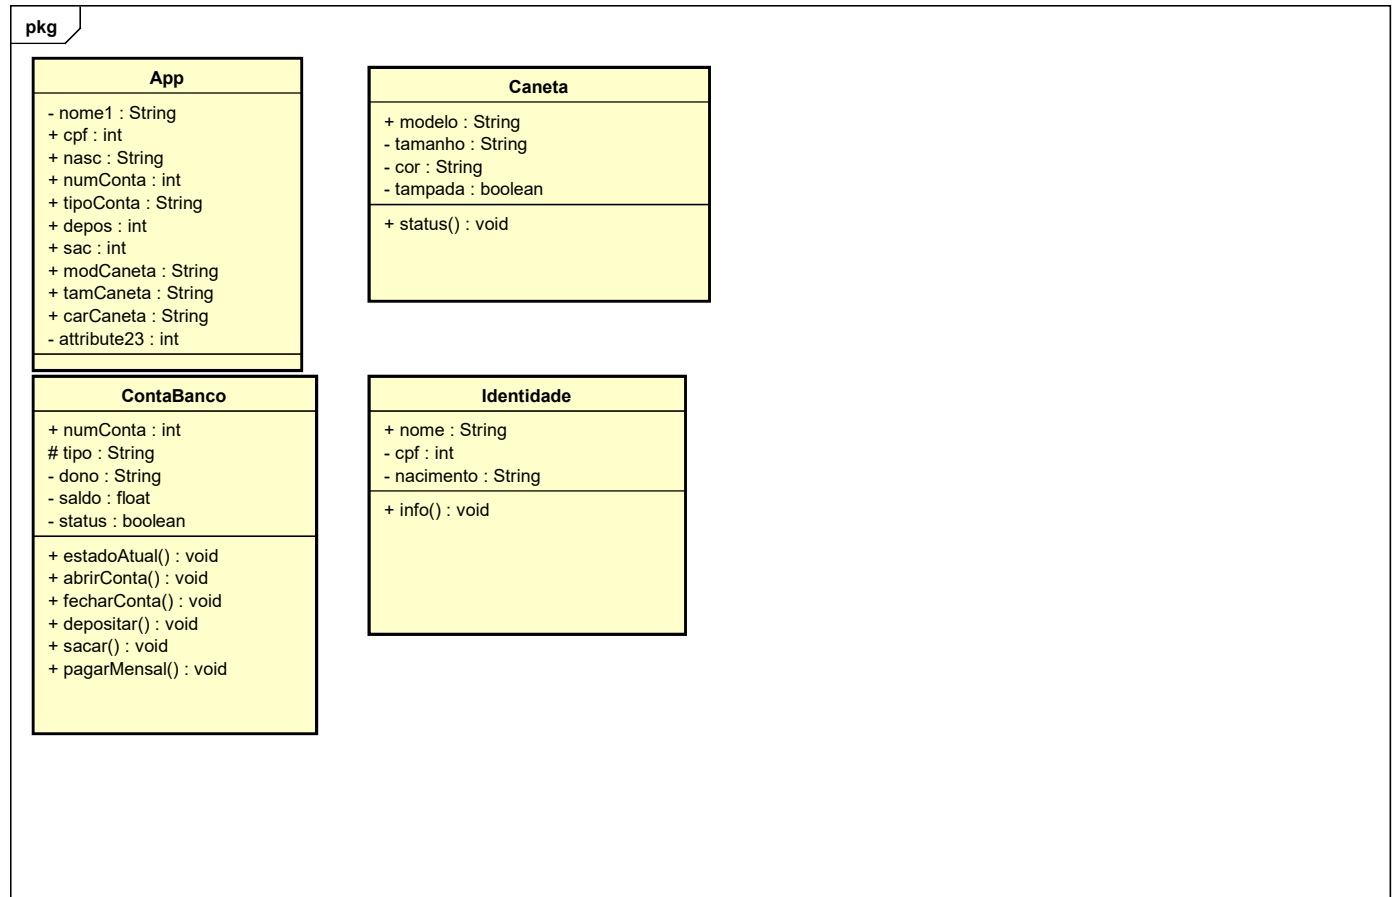 pkg
App
- nome1 : String
+ cpf : int
+ nasc : String
+ numConta : int
+ tipoConta : String
+ depos : int
+ sac : int
+ modCaneta : String
+ tamCaneta : String
+ carCaneta : String
- attribute23 : int
Caneta
+ modelo : String
- tamanho : String
- cor : String
- tampada : boolean
+ status() : void
ContaBanco
+ numConta : int
# tipo : String
- dono : String
- saldo : float
- status : boolean
+ estadoAtual() : void
+ abrirConta() : void
+ fecharConta() : void
+ depositar() : void
+ sacar() : void
+ pagarMensal() : void
Identidade
+ nome : String
- cpf : int
- nacimento : String
+ info() : void